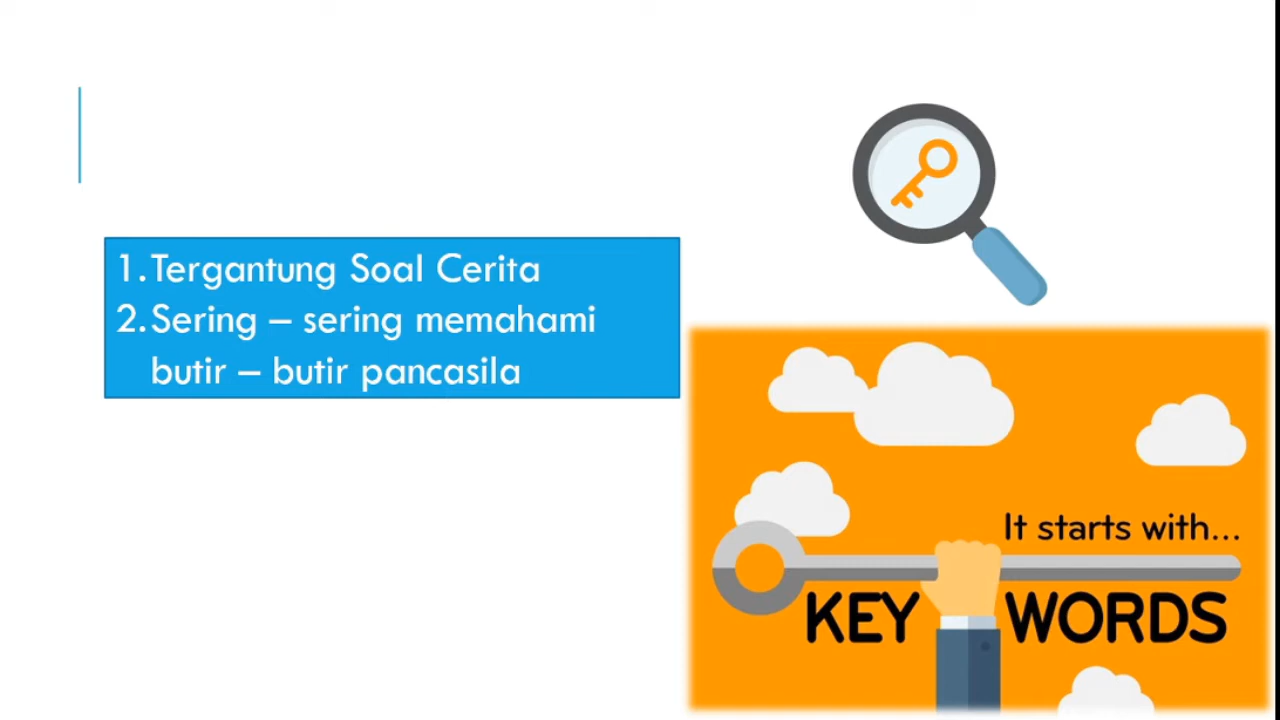 1.Tergantung Soal Cerita
2.Sering – sering memahami
butir – butir pancasila
It starts with...
KEY WORDS